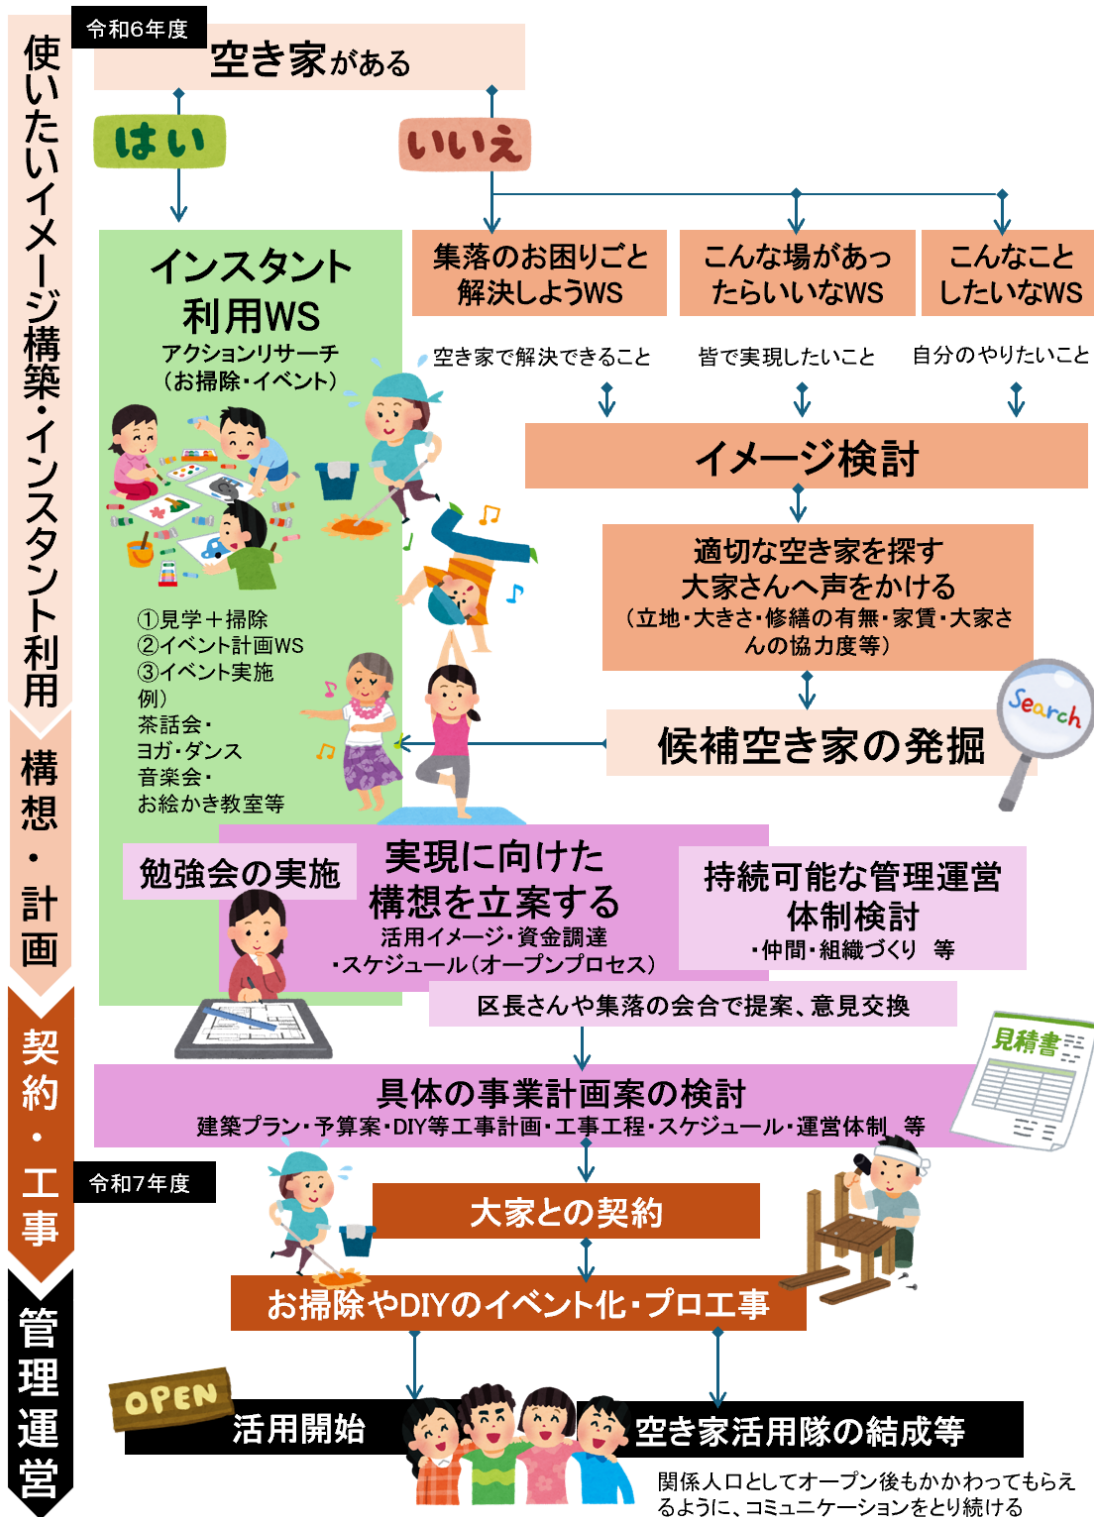 令和6年度
使いたいイメージ構築・インスタント利用
空き家がある
はい
いいえ
インスタント
利用WS
アクションリサーチ
(お掃除・イベント)
集落のお困りごと
解決しようWS
こんな場があっ
たらいいなWS
こんなこと
したいなWS
空き家で解決できること
皆で実現したいこと
自分のやりたいこと
イメージ検討
適切な空き家を探す
大家さんへ声をかける
(立地・大きさ・修繕の有無・家賃・大家さ
んの協力度等)
①見学+掃除
②イベント計画WS
③イベント実施
例)
茶話会・
ヨガ・ダンス
音楽会・
お絵かき教室等
Search
候補空き家の発掘
構想・計画
勉強会の実施
実現に向けた
構想を立案する
活用イメージ・資金調達
・スケジュール(オープンプロセス)
持続可能な管理運営
体制検討
・仲間・組織づくり 等
区長さんや集落の会合で提案、意見交換
契約・工事
見積書
具体の事業計画案の検討
建築プラン・予算案・DIY等工事計画・工事工程・スケジュール・運営体制 等
令和7年度
大家との契約
お掃除やDIYのイベント化・プロ工事
管理運営
OPEN
活用開始
空き家活用隊の結成等
関係人口としてオープン後もかかわってもらえ
るように、コミュニケーションをとり続ける